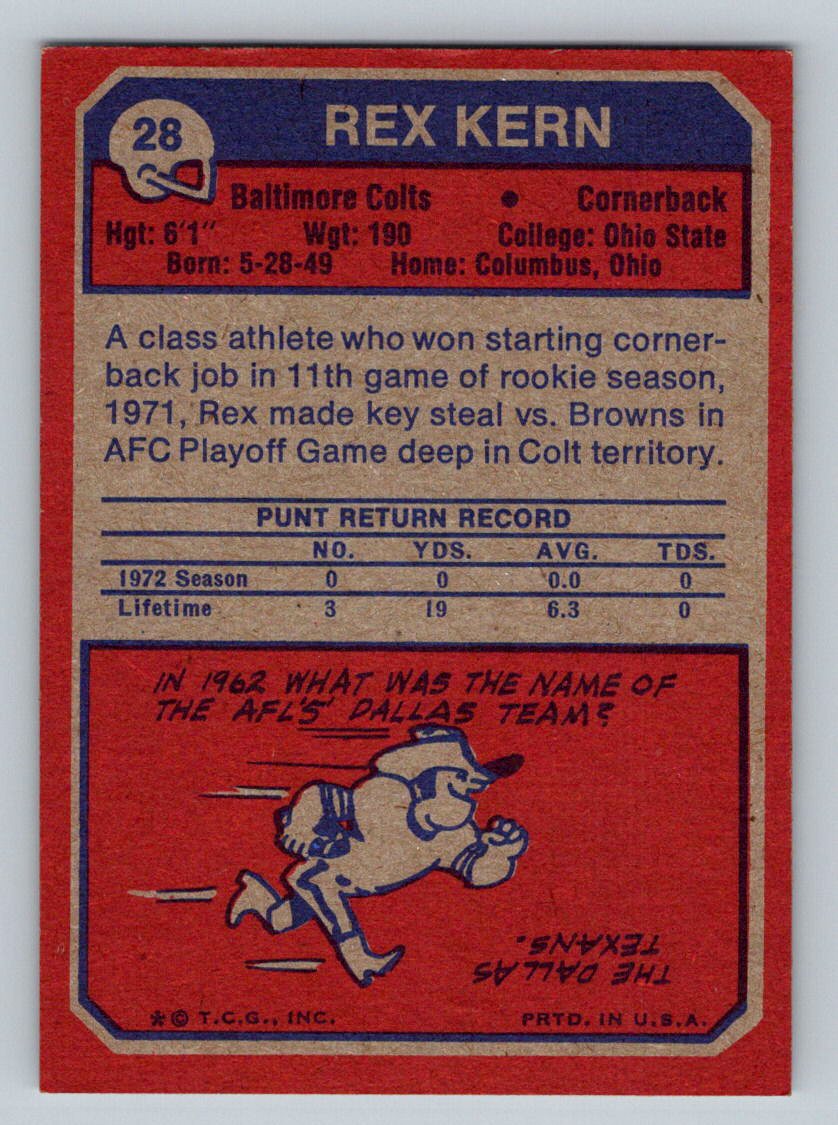 28
REX KERN
Baltimore Colts • Cornerback
Hgt: 6'1" Wgt: 190 College: Ohio State
Born: 5-28-49 Home: Columbus, Ohio
A class athlete who won starting corner-
back job in 11th game of rookie season,
1971, Rex made key steal vs. Browns in
AFC Playoff Game deep in Colt territory.
PUNT RETURN RECORD
NO. YDS. AVG. TDS.
1972 Season 0 0 0.0 0
Lifetime 3 19 6.3 0
IN 1962 WHAT WAS THE NAME OF
THE 'AFL'S' DALLAS TEAM?
THE DALLAS
TEXANS.
*© T.C.G., INC. PRTD. IN U.S.A.